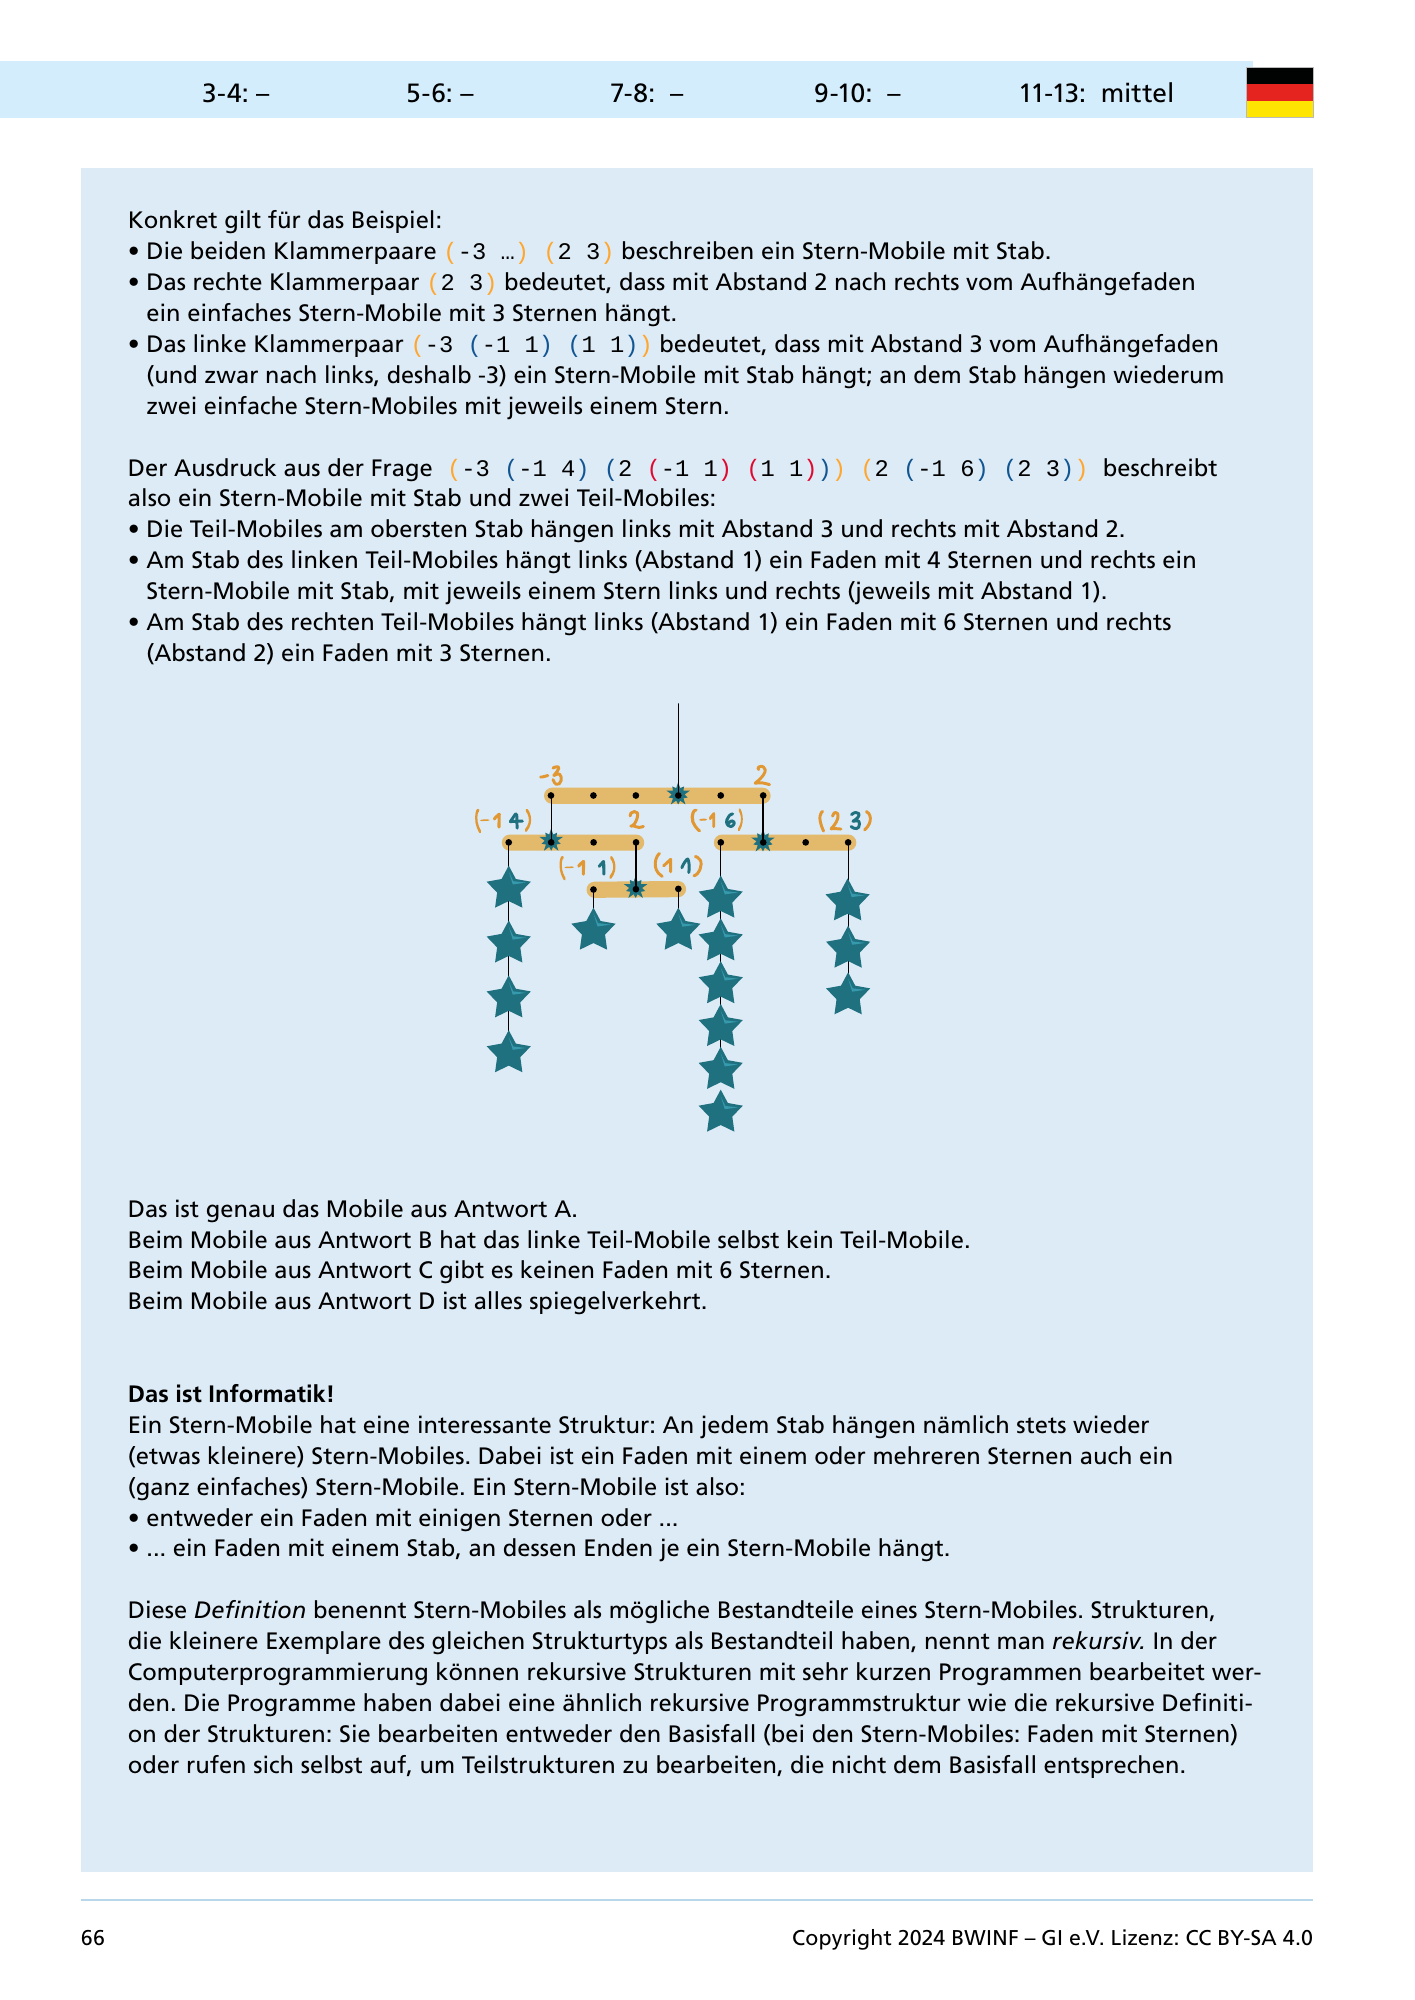 3-4: – 5-6: – 7-8: – 9-10: – 11-13: mittel
Konkret gilt für das Beispiel:
• Die beiden Klammerpaare (-3 …) (2 3) beschreiben ein Stern-Mobile mit Stab.
• Das rechte Klammerpaar (2 3) bedeutet, dass mit Abstand 2 nach rechts vom Aufhängefaden
ein einfaches Stern-Mobile mit 3 Sternen hängt.
• Das linke Klammerpaar (-3 (-1 1) (1 1)) bedeutet, dass mit Abstand 3 vom Aufhängefaden
(und zwar nach links, deshalb -3) ein Stern-Mobile mit Stab hängt; an dem Stab hängen wiederum
zwei einfache Stern-Mobiles mit jeweils einem Stern.
Der Ausdruck aus der Frage (-3 (-1 4) (2 (-1 1) (1 1))) (2 (-1 6) (2 3)) beschreibt
also ein Stern-Mobile mit Stab und zwei Teil-Mobiles:
• Die Teil-Mobiles am obersten Stab hängen links mit Abstand 3 und rechts mit Abstand 2.
• Am Stab des linken Teil-Mobiles hängt links (Abstand 1) ein Faden mit 4 Sternen und rechts ein
Stern-Mobile mit Stab, mit jeweils einem Stern links und rechts (jeweils mit Abstand 1).
• Am Stab des rechten Teil-Mobiles hängt links (Abstand 1) ein Faden mit 6 Sternen und rechts
(Abstand 2) ein Faden mit 3 Sternen.
-3 2
(-1 4) 2 (-1 6) (2 3)
(-1 1) (1 1)
Das ist genau das Mobile aus Antwort A.
Beim Mobile aus Antwort B hat das linke Teil-Mobile selbst kein Teil-Mobile.
Beim Mobile aus Antwort C gibt es keinen Faden mit 6 Sternen.
Beim Mobile aus Antwort D ist alles spiegelverkehrt.
Das ist Informatik!
Ein Stern-Mobile hat eine interessante Struktur: An jedem Stab hängen nämlich stets wieder
(etwas kleinere) Stern-Mobiles. Dabei ist ein Faden mit einem oder mehreren Sternen auch ein
(ganz einfaches) Stern-Mobile. Ein Stern-Mobile ist also:
• entweder ein Faden mit einigen Sternen oder ...
• ... ein Faden mit einem Stab, an dessen Enden je ein Stern-Mobile hängt.
Diese Definition benennt Stern-Mobiles als mögliche Bestandteile eines Stern-Mobiles. Strukturen,
die kleinere Exemplare des gleichen Strukturtyps als Bestandteil haben, nennt man rekursiv. In der
Computerprogrammierung können rekursive Strukturen mit sehr kurzen Programmen bearbeitet wer-
den. Die Programme haben dabei eine ähnlich rekursive Programmstruktur wie die rekursive Definiti-
on der Strukturen: Sie bearbeiten entweder den Basisfall (bei den Stern-Mobiles: Faden mit Sternen)
oder rufen sich selbst auf, um Teilstrukturen zu bearbeiten, die nicht dem Basisfall entsprechen.
66 Copyright 2024 BWINF – GI e.V. Lizenz: CC BY-SA 4.0